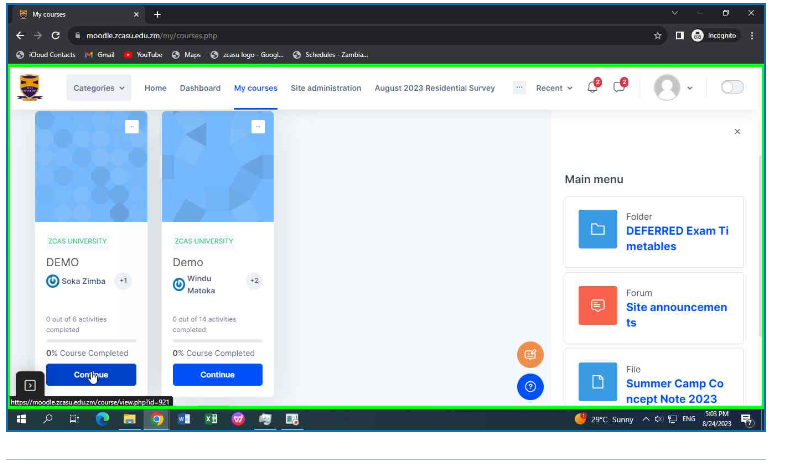 My courses
moodle.zcasu.edu.zm/my/courses.php
Incognito
iCloud Contacts
Gmail
YouTube
Maps
zcasu logo - Googl...
Schedules - Zambia...
Categories
Home
Dashboard
My courses
Site administration
August 2023 Residential Survey
Recent
2
2
ZCAS UNIVERSITY
DEMO
Soka Zimba
+1
0 out of 6 activities
completed
0% Course Completed
Continue
ZCAS UNIVERSITY
Demo
Windu
Matoka
+2
0 out of 14 activities
completed
0% Course Completed
Continue
Main menu
Folder
DEFERRED Exam Ti
metables
Forum
Site announcemen
ts
File
Summer Camp Co
ncept Note 2023
https://moodle.zcasu.edu.zm/course/view.php?id=921
29°C Sunny
ENG
5:03 PM
8/24/2023